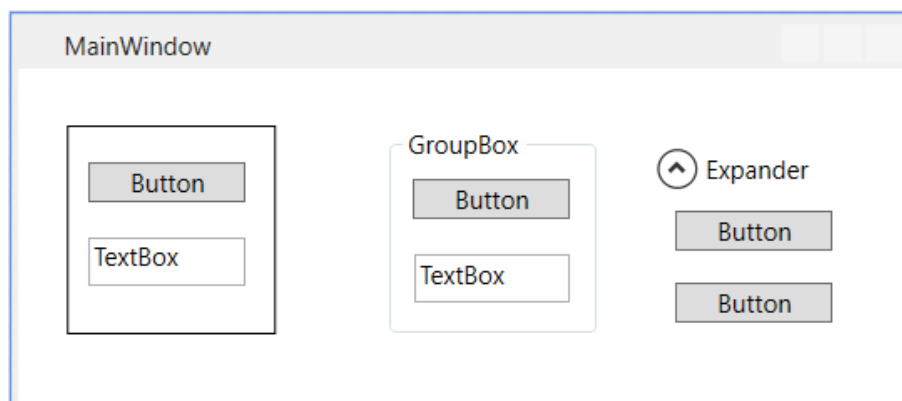 MainWindow
Button
TextBox
GroupBox
Button
TextBox
Expander
Button
Button